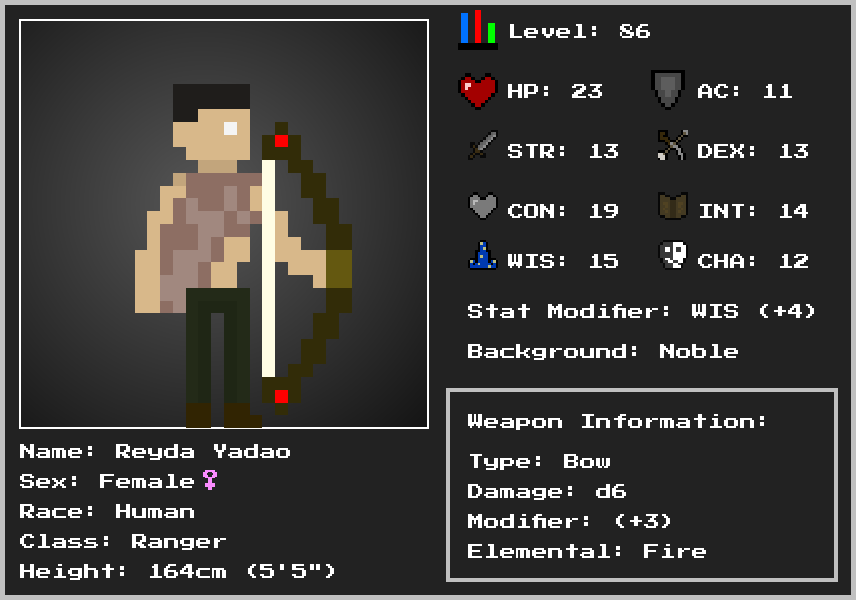 Level: 86
HP: 23
AC: 11
STR: 13
DEX: 13
CON: 19
INT: 14
WIS: 15
CHA: 12
Stat Modifier: WIS (+4)
Background: Noble
Weapon Information:
Type: Bow
Damage: d6
Modifier: (+3)
Elemental: Fire
Name: Reyda Yadao
Sex: Female♀
Race: Human
Class: Ranger
Height: 164cm (5'5")